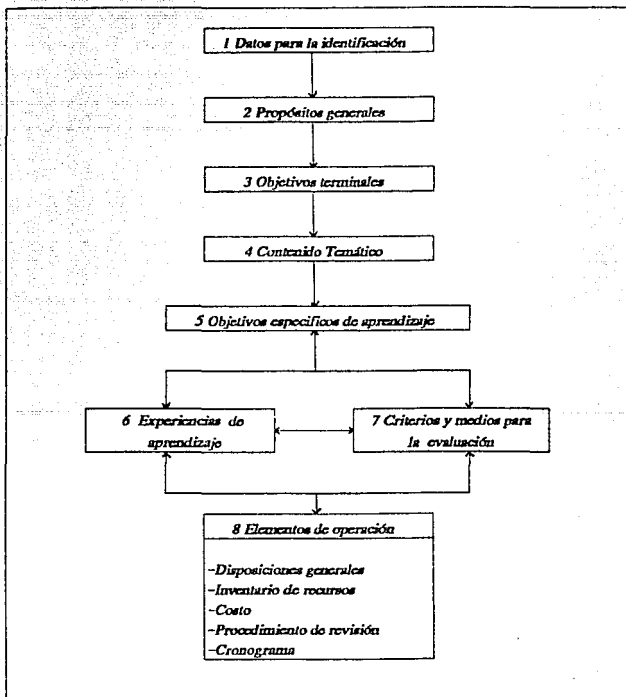 1 Datos para la identificación
2 Propósitos generales
3 Objetivos terminales
4 Contenido Temático
5 Objetivos específicos de aprendizaje
6 Experiencias de
aprendizaje
7 Criterios y medios para
la evaluación
8 Elementos de operación
-Disposiciones generales
-Inventario de recursos
-Costo
-Procedimiento de revisión
-Cronograma